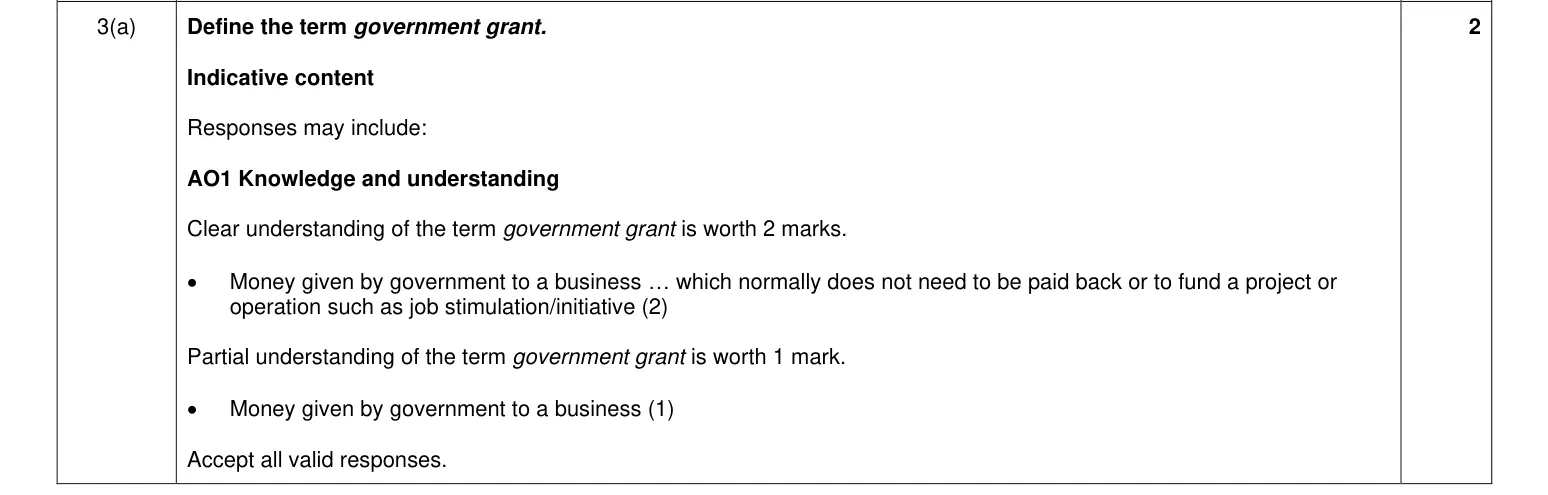 3(a) Define the term government grant. 2
Indicative content
Responses may include:
AO1 Knowledge and understanding
Clear understanding of the term government grant is worth 2 marks.
• Money given by government to a business … which normally does not need to be paid back or to fund a project or
operation such as job stimulation/initiative (2)
Partial understanding of the term government grant is worth 1 mark.
• Money given by government to a business (1)
Accept all valid responses.